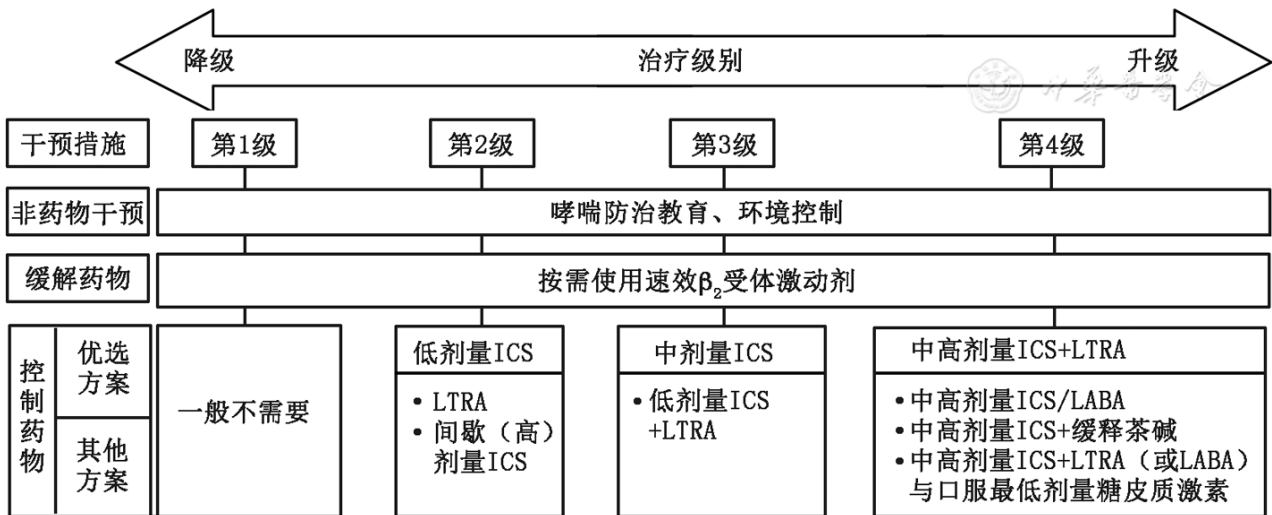 降级 治疗级别 升级
中华医学会
干预措施 第1级 第2级 第3级 第4级
非药物干预 哮喘防治教育、环境控制
缓解药物 按需使用速效β₂受体激动剂
控制药物
优选方案
其他方案
一般不需要
低剂量ICS
• LTRA
• 间歇(高)
剂量ICS
中剂量ICS
• 低剂量ICS
+LTRA
中高剂量ICS+LTRA
• 中高剂量ICS/LABA
• 中高剂量ICS+缓释茶碱
• 中高剂量ICS+LTRA(或LABA)
与口服最低剂量糖皮质激素